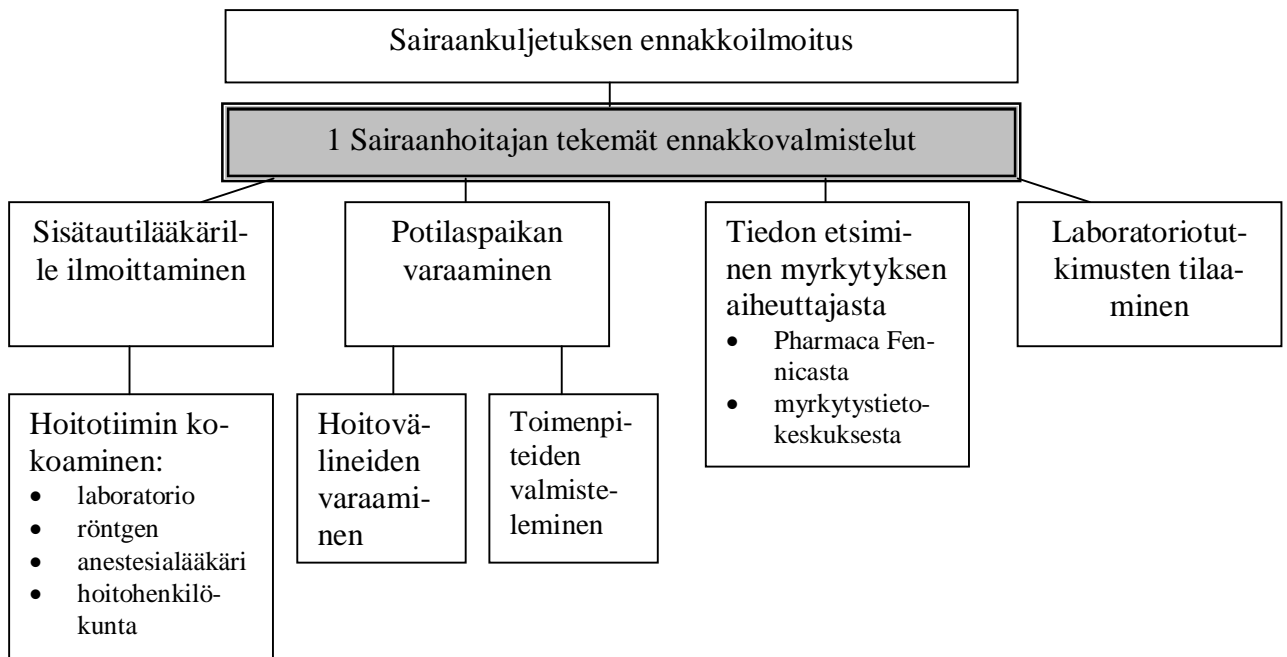 Sairaankuljetuksen ennakkoilmoitus
1 Sairaanhoitajan tekemät ennakkovalmistelut
Sisätautilääkäril-
le ilmoittaminen
Potilaspaikan
varaaminen
Tiedon etsimi-
nen myrkytyksen
aiheuttajasta
• Pharmaca Fen-
nicasta
• myrkytystieto-
keskuksesta
Laboratoriotut-
kimusten tilaa-
minen
Hoitotiimin ko-
koaminen:
• laboratorio
• röntgen
• anestesialääkäri
• hoitohenkilö-
kunta
Hoitovä-
lineiden
varaami-
nen
Toimenpi-
teiden
valmiste-
leminen